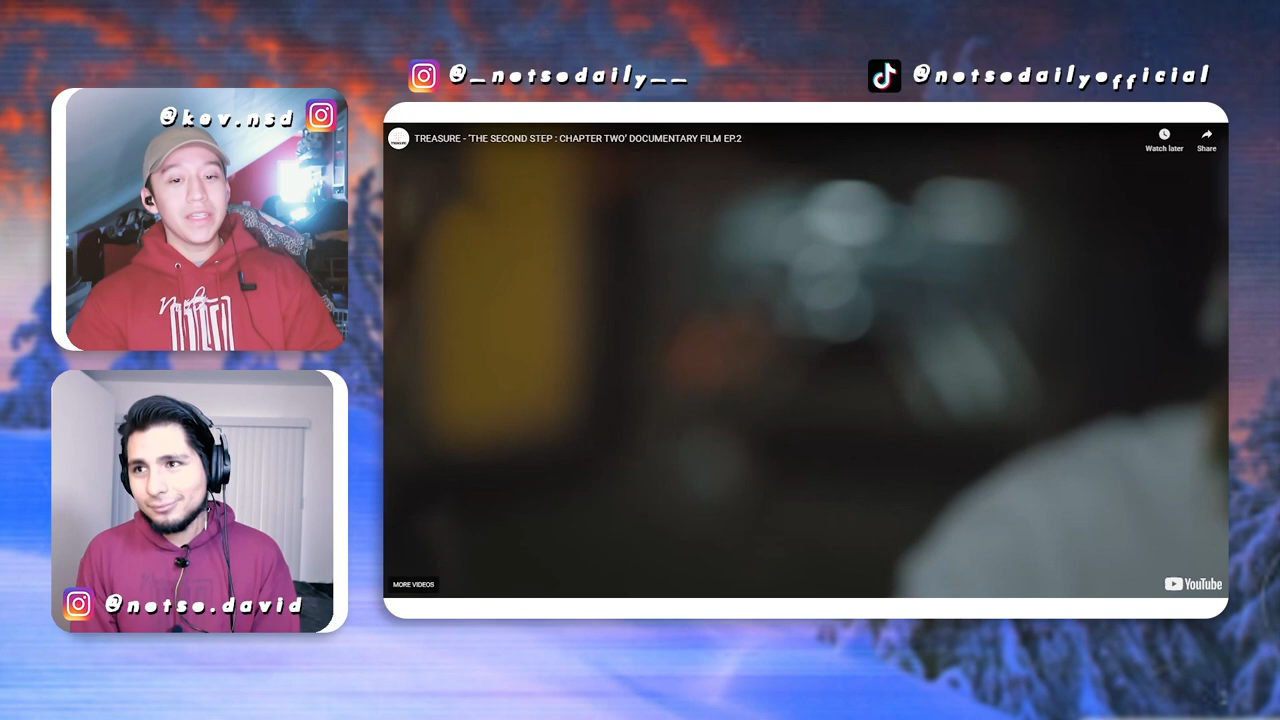 @_notsodaily__
@notsodailyofficial
@kev.nsd
TREASURE - 'THE SECOND STEP : CHAPTER TWO' DOCUMENTARY FILM EP.2
Watch later
Share
MORE VIDEOS
YouTube
@notso.david